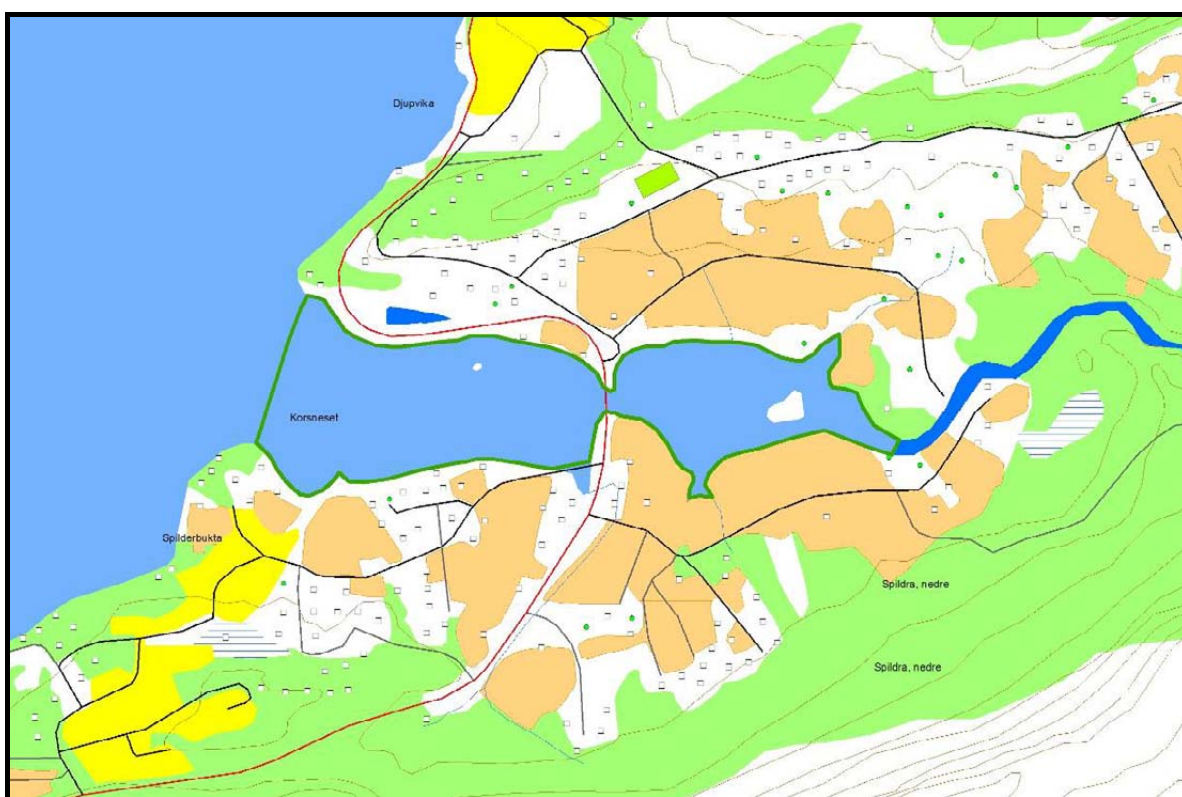 Djupvika
Korsneset
Spilderbukta
Spildra, nedre
Spildra, nedre